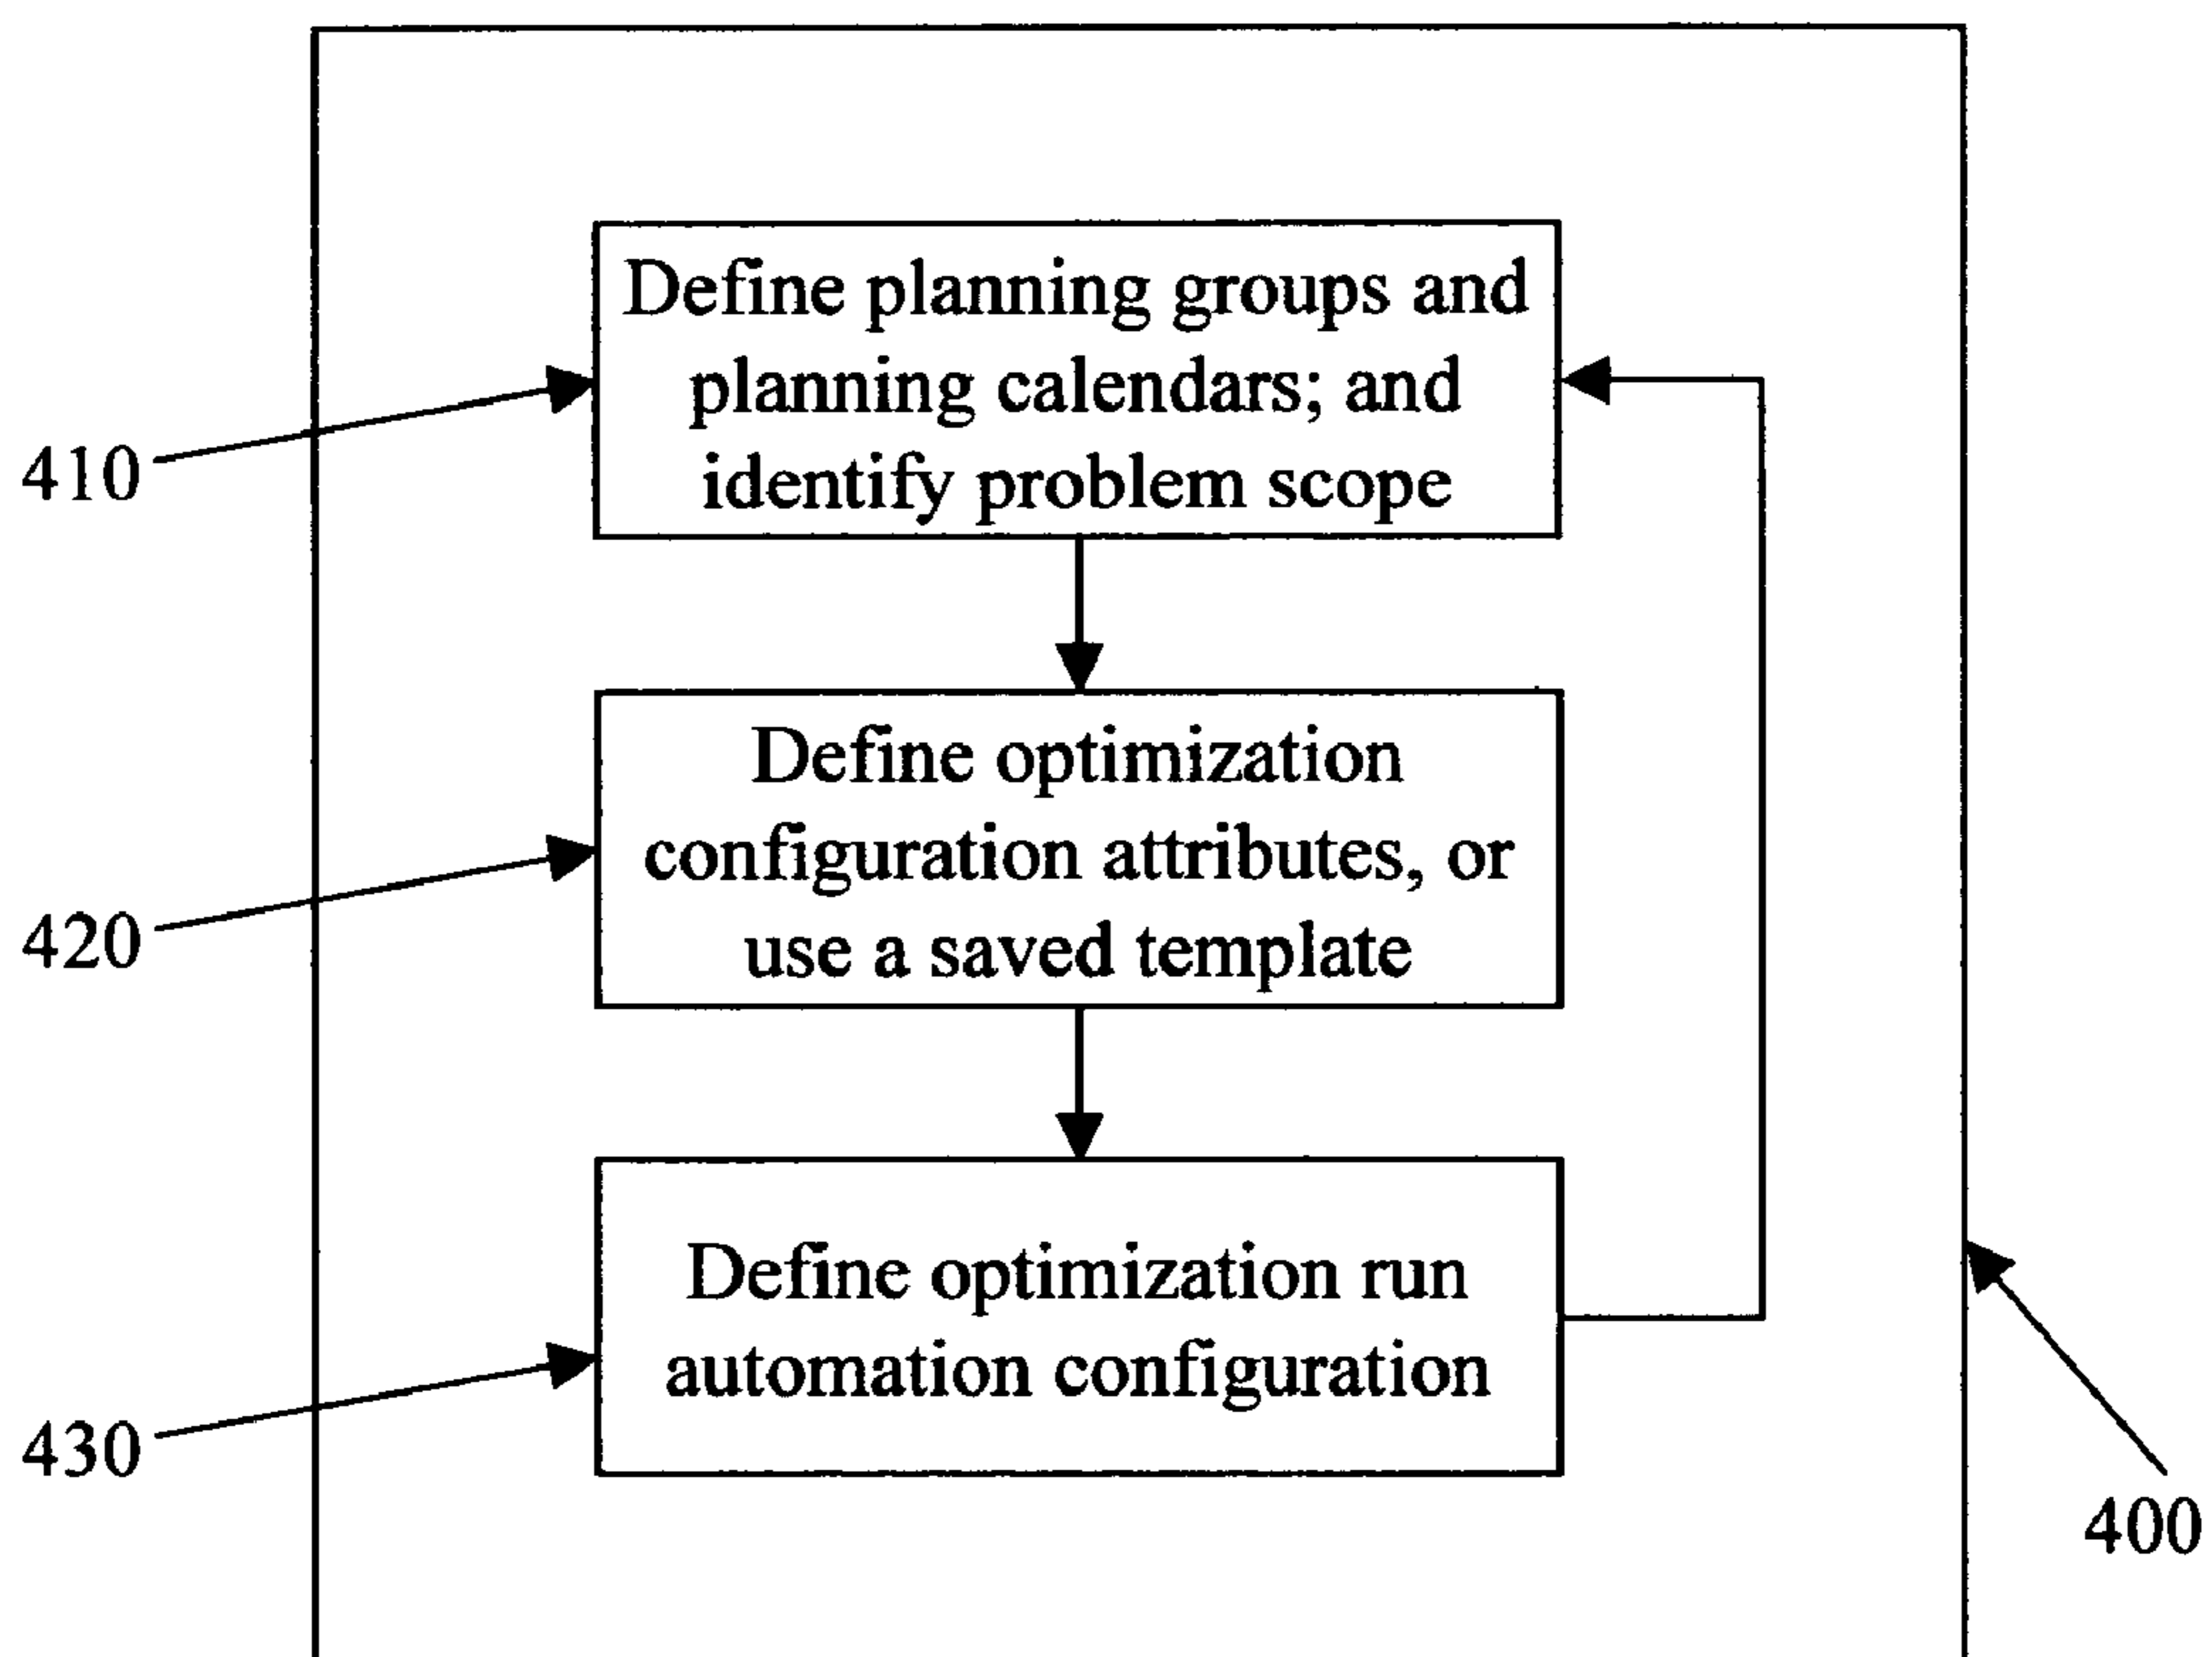 Define planning groups and
planning calendars; and
identify problem scope
410
Define optimization
configuration attributes, or
use a saved template
420
Define optimization run
automation configuration
430
400